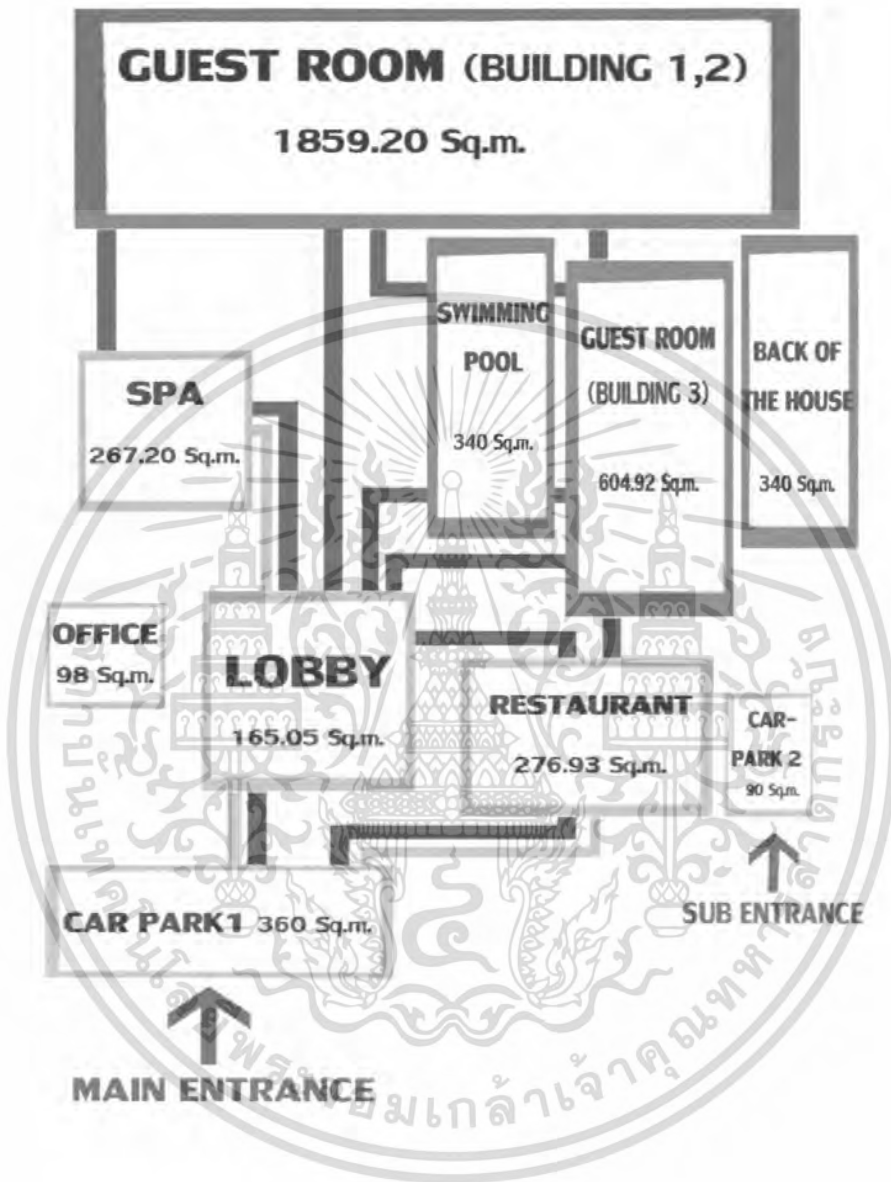 GUEST ROOM (BUILDING 1,2)
1859.20 Sq.m.
SWIMMING
POOL
340 Sq.m.
GUEST ROOM
(BUILDING 3)
604.92 Sq.m.
BACK OF
THE HOUSE
340 Sq.m.
SPA
267.20 Sq.m.
OFFICE
98 Sq.m.
LOBBY
165.05 Sq.m.
RESTAURANT
276.93 Sq.m.
CAR-
PARK 2
90 Sq.m.
SUB ENTRANCE
CAR PARK1 360 Sq.m.
MAIN ENTRANCE